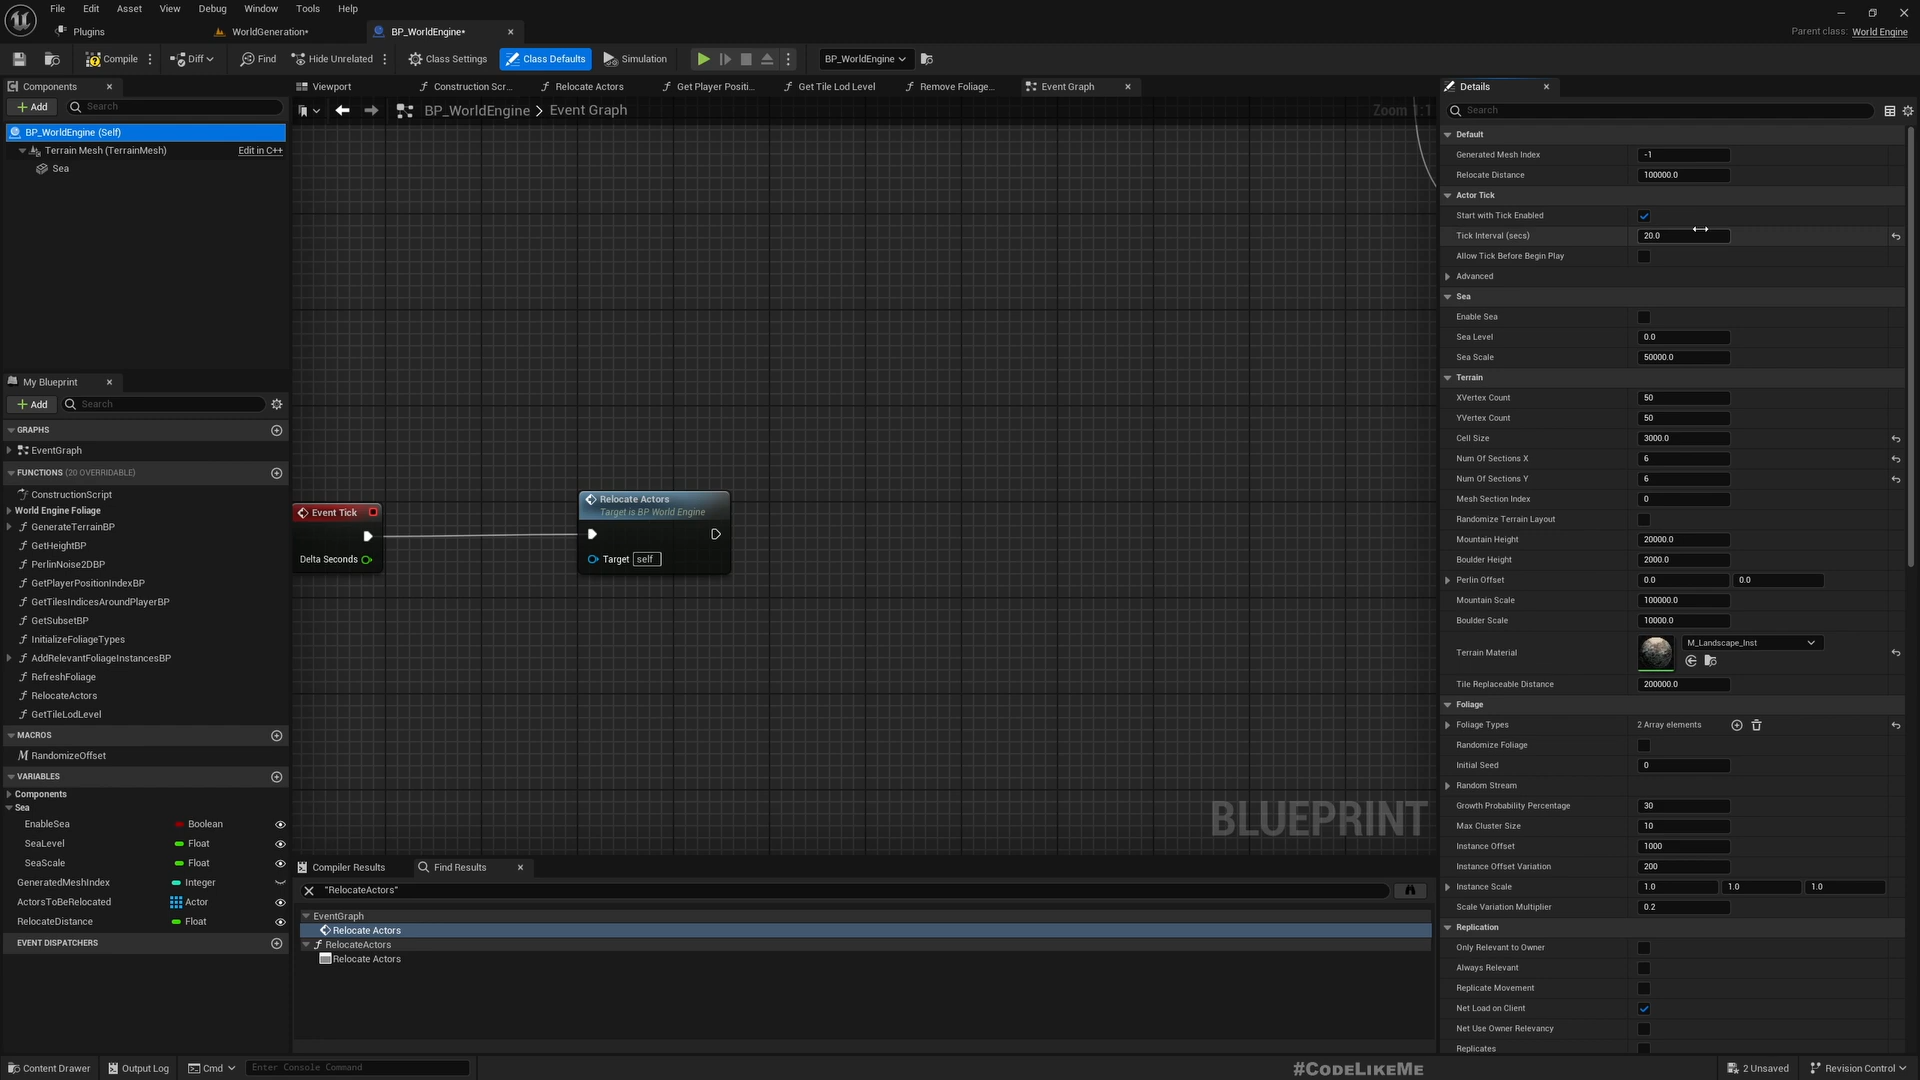 File Edit Asset View Debug Window Tools Help
Plugins WorldGeneration* BP_WorldEngine*
Parent class: World Engine
Compile Diff Find Hide Unrelated Class Settings Class Defaults Simulation BP_WorldEngine
Components
Add Search
BP_WorldEngine (Self)
Terrain Mesh (TerrainMesh) Edit in C++
Sea
My Blueprint
Add Search
GRAPHS
EventGraph
FUNCTIONS (20 OVERRIDABLE)
ConstructionScript
World Engine Foliage
GenerateTerrainBP
GetHeightBP
PerlinNoise2DBP
GetPlayerPositionIndexBP
GetTilesIndicesAroundPlayerBP
GetSubsetBP
InitializeFoliageTypes
AddRelevantFoliageInstancesBP
RefreshFoliage
RelocateActors
GetTileLodLevel
MACROS
RandomizeOffset
VARIABLES
Components
Sea
EnableSea Boolean
SeaLevel Float
SeaScale Float
GeneratedMeshIndex Integer
ActorsToBeRelocated Actor
RelocateDistance Float
EVENT DISPATCHERS
Viewport Construction Scr... Relocate Actors Get Player Positi... Get Tile Lod Level Remove Foliage... Event Graph
BP_WorldEngine > Event Graph
Zoom 1:1
Event Tick
Delta Seconds
Relocate Actors
Target is BP World Engine
Target self
BLUEPRINT
Compiler Results Find Results
"RelocateActors"
EventGraph
Relocate Actors
RelocateActors
Relocate Actors
Details
Search
Default
Generated Mesh Index -1
Relocate Distance 100000.0
Actor Tick
Start with Tick Enabled
Tick Interval (secs) 20.0
Allow Tick Before Begin Play
Advanced
Sea
Enable Sea
Sea Level 0.0
Sea Scale 50000.0
Terrain
XVertex Count 50
YVertex Count 50
Cell Size 3000.0
Num Of Sections X 6
Num Of Sections Y 6
Mesh Section Index 0
Randomize Terrain Layout
Mountain Height 20000.0
Boulder Height 2000.0
Perlin Offset 0.0 0.0
Mountain Scale 100000.0
Boulder Scale 10000.0
Terrain Material M_Landscape_Inst
Tile Replaceable Distance 200000.0
Foliage
Foliage Types 2 Array elements
Randomize Foliage
Initial Seed 0
Random Stream
Growth Probability Percentage 30
Max Cluster Size 10
Instance Offset 1000
Instance Offset Variation 200
Instance Scale 1.0 1.0 1.0
Scale Variation Multiplier 0.2
Replication
Only Relevant to Owner
Always Relevant
Replicate Movement
Net Load on Client
Net Use Owner Relevancy
Replicates
Content Drawer Output Log Cmd Enter Console Command
#CODELIKEME
2 Unsaved Revision Control